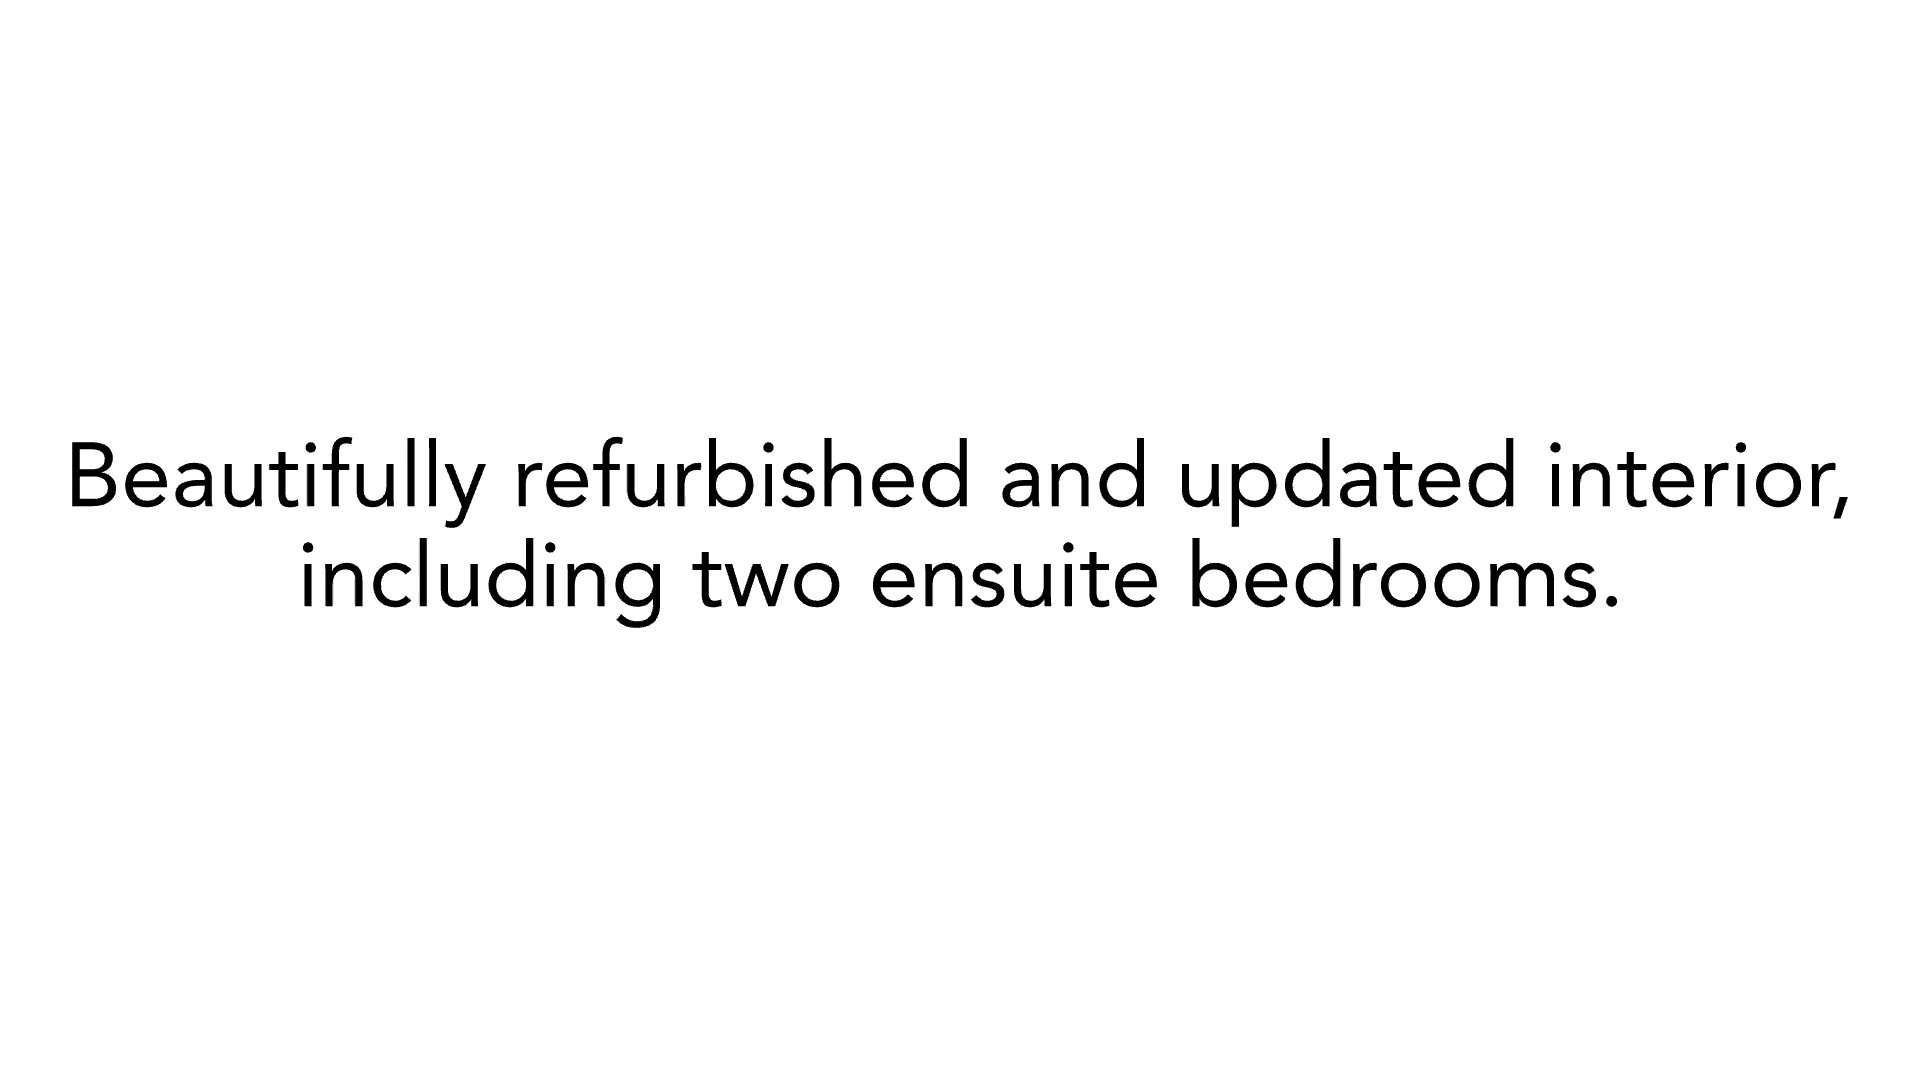 Beautifully refurbished and updated interior,
including two ensuite bedrooms.